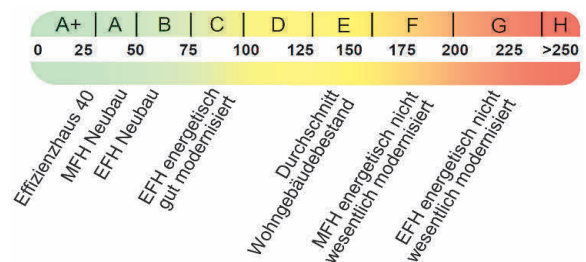 A+ A B C D E F G H
0 25 50 75 100 125 150 175 200 225 >250
Effizienzhaus 40
MFH Neubau
EFH Neubau
EFH energetisch
gut modernisiert
Durchschnitt
Wohngebäudebestand
MFH energetisch nicht
wesentlich modernisiert
EFH energetisch nicht
wesentlich modernisiert